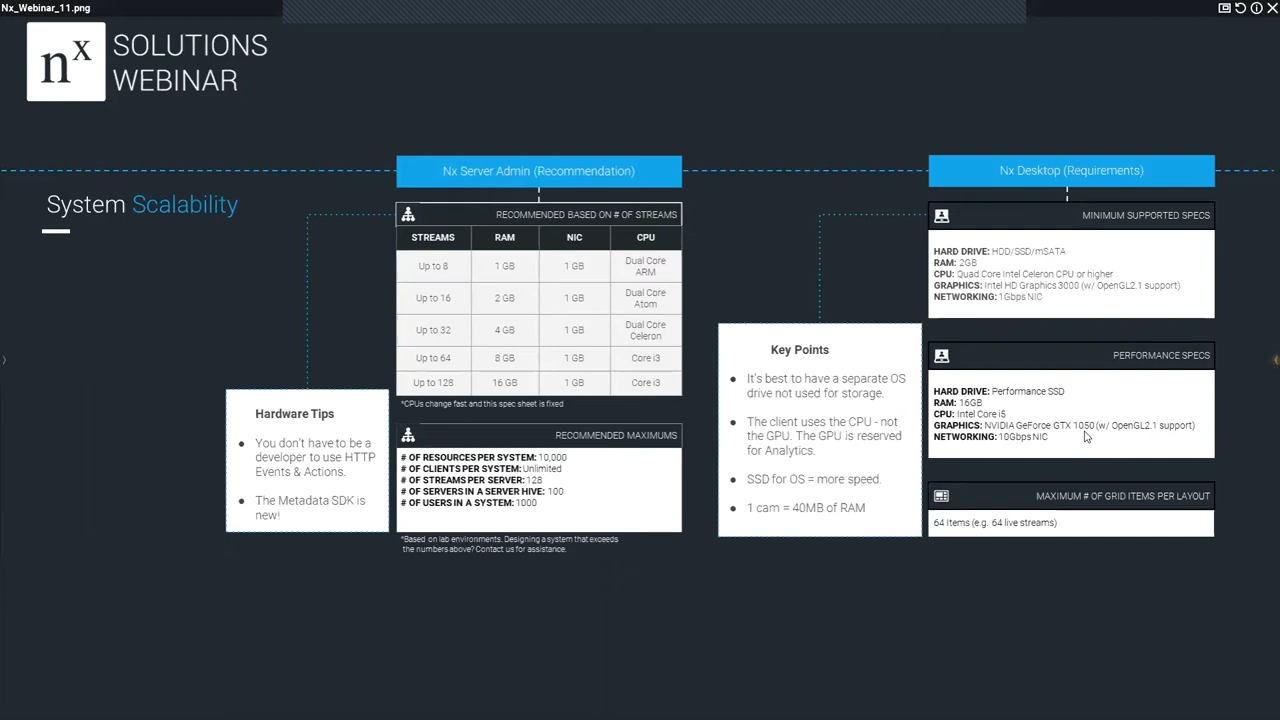 Nx_Webinar_11.png
nx SOLUTIONS
WEBINAR
System Scalability
Nx Server Admin (Recommendation)
RECOMMENDED BASED ON # OF STREAMS
STREAMS RAM NIC CPU
Up to 8 1 GB 1 GB Dual Core
ARM
Up to 16 2 GB 1 GB Dual Core
Atom
Up to 32 4 GB 1 GB Dual Core
Celeron
Up to 64 8 GB 1 GB Core i3
Up to 128 16 GB 1 GB Core i3
*CPUs change fast and this spec sheet is fixed
Hardware Tips
● You don't have to be a
developer to use HTTP
Events & Actions.
● The Metadata SDK is
new!
RECOMMENDED MAXIMUMS
# OF RESOURCES PER SYSTEM: 10,000
# OF CLIENTS PER SYSTEM: Unlimited
# OF STREAMS PER SERVER: 128
# OF SERVERS IN A SERVER HIVE: 100
# OF USERS IN A SYSTEM: 1000
*Based on lab environments. Designing a system that exceeds
the numbers above? Contact us for assistance.
Nx Desktop (Requirements)
MINIMUM SUPPORTED SPECS
HARD DRIVE: HDD/SSD/mSATA
RAM: 2GB
CPU: Quad Core Intel Celeron CPU or higher
GRAPHICS: Intel HD Graphics 3000 (w/ OpenGL2.1 support)
NETWORKING: 1Gbps NIC
Key Points
● It's best to have a separate OS
drive not used for storage.
● The client uses the CPU - not
the GPU. The GPU is reserved
for Analytics.
● SSD for OS = more speed.
● 1 cam = 40MB of RAM
PERFORMANCE SPECS
HARD DRIVE: Performance SSD
RAM: 16GB
CPU: Intel Core i5
GRAPHICS: NVIDIA GeForce GTX 1050 (w/ OpenGL2.1 support)
NETWORKING: 10Gbps NIC
MAXIMUM # OF GRID ITEMS PER LAYOUT
64 Items (e.g. 64 live streams)